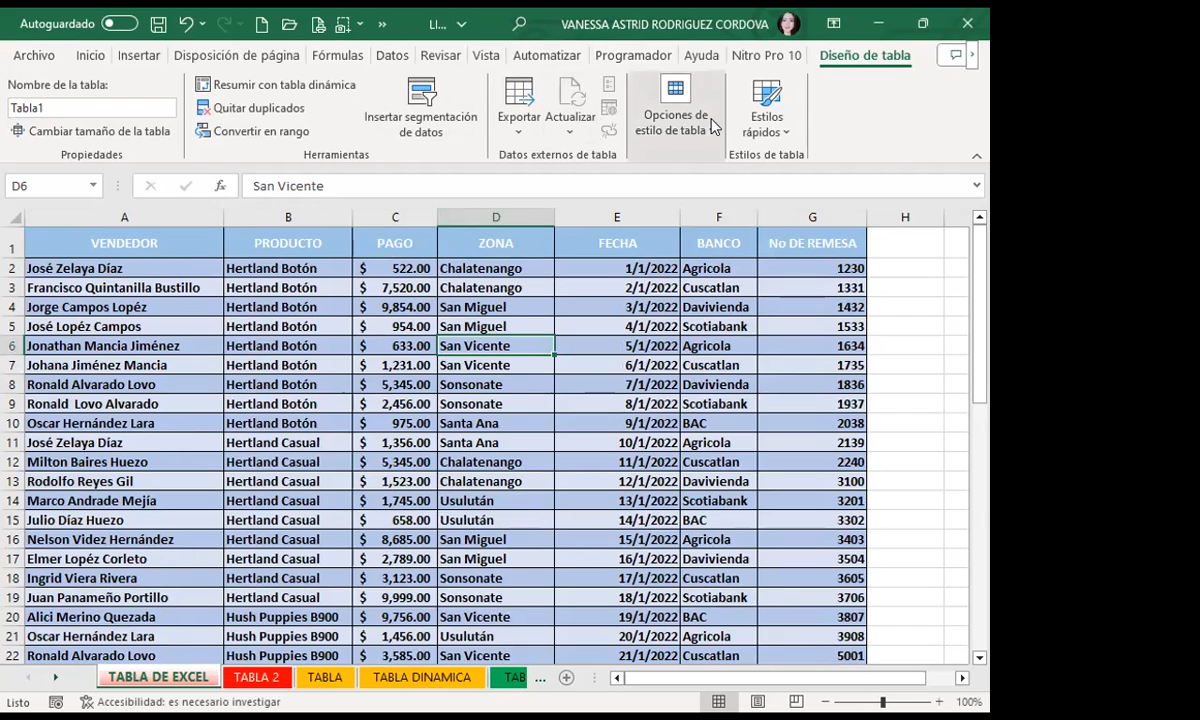 Autoguardado LI... VANESSA ASTRID RODRIGUEZ CORDOVA
Archivo Inicio Insertar Disposición de página Fórmulas Datos Revisar Vista Automatizar Programador Ayuda Nitro Pro 10 Diseño de tabla
Nombre de la tabla:
Tabla1
Cambiar tamaño de la tabla
Propiedades
Resumir con tabla dinámica
Quitar duplicados
Convertir en rango
Insertar segmentación
de datos
Herramientas
Exportar Actualizar
Datos externos de tabla
Opciones de
estilo de tabla
Estilos
rápidos
Estilos de tabla
D6 fx San Vicente
A B C D E F G H
1 VENDEDOR PRODUCTO PAGO ZONA FECHA BANCO No DE REMESA
2 José Zelaya Díaz Hertland Botón $ 522.00 Chalatenango 1/1/2022 Agricola 1230
3 Francisco Quintanilla Bustillo Hertland Botón $ 7,520.00 Chalatenango 2/1/2022 Cuscatlan 1331
4 Jorge Campos Lopéz Hertland Botón $ 9,854.00 San Miguel 3/1/2022 Davivienda 1432
5 José Lopéz Campos Hertland Botón $ 954.00 San Miguel 4/1/2022 Scotiabank 1533
6 Jonathan Mancia Jiménez Hertland Botón $ 633.00 San Vicente 5/1/2022 Agricola 1634
7 Johana Jiménez Mancia Hertland Botón $ 1,231.00 San Vicente 6/1/2022 Cuscatlan 1735
8 Ronald Alvarado Lovo Hertland Botón $ 5,345.00 Sonsonate 7/1/2022 Davivienda 1836
9 Ronald Lovo Alvarado Hertland Botón $ 2,456.00 Sonsonate 8/1/2022 Scotiabank 1937
10 Oscar Hernández Lara Hertland Botón $ 975.00 Santa Ana 9/1/2022 BAC 2038
11 José Zelaya Díaz Hertland Casual $ 1,356.00 Santa Ana 10/1/2022 Agricola 2139
12 Milton Baires Huezo Hertland Casual $ 5,345.00 Chalatenango 11/1/2022 Cuscatlan 2240
13 Rodolfo Reyes Gil Hertland Casual $ 1,523.00 Chalatenango 12/1/2022 Davivienda 3100
14 Marco Andrade Mejía Hertland Casual $ 1,745.00 Usulután 13/1/2022 Scotiabank 3201
15 Julio Díaz Huezo Hertland Casual $ 658.00 Usulután 14/1/2022 BAC 3302
16 Nelson Videz Hernández Hertland Casual $ 8,685.00 San Miguel 15/1/2022 Agricola 3403
17 Elmer Lopéz Corleto Hertland Casual $ 2,789.00 San Miguel 16/1/2022 Davivienda 3504
18 Ingrid Viera Rivera Hertland Casual $ 3,123.00 Sonsonate 17/1/2022 Cuscatlan 3605
19 Juan Panameño Portillo Hertland Casual $ 9,999.00 Sonsonate 18/1/2022 Scotiabank 3706
20 Alici Merino Quezada Hush Puppies B900 $ 9,756.00 San Vicente 19/1/2022 BAC 3807
21 Oscar Hernández Lara Hush Puppies B900 $ 1,456.00 Usulután 20/1/2022 Agricola 3908
22 Ronald Alvarado Lovo Hush Puppies B900 $ 3,585.00 San Vicente 21/1/2022 Cuscatlan 5001
TABLA DE EXCEL TABLA 2 TABLA TABLA DINAMICA TAB ...
Listo Accesibilidad: es necesario investigar 100%